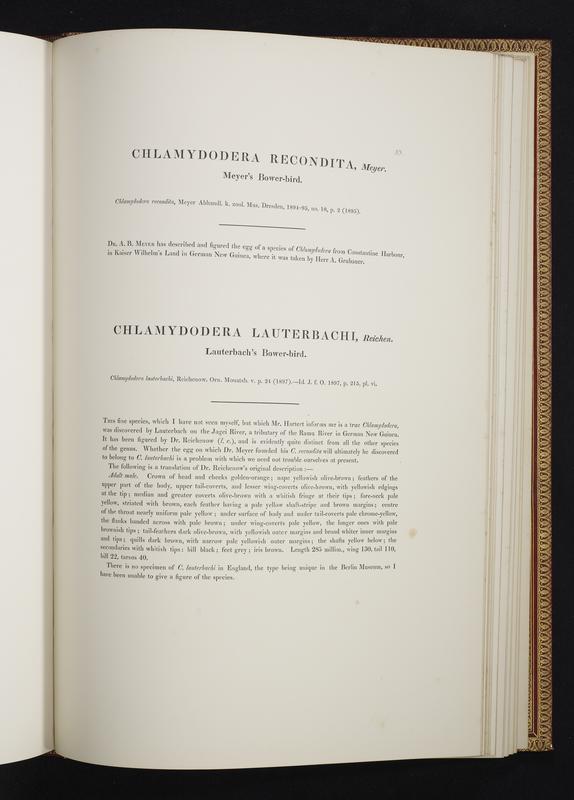 CHLAMYDODERA RECONDITA, Meyer.
Meyer's Bower-bird.
Chlamydodera recondita, Meyer Abhandl. k. zool. Mus. Dresden, 1894-95, no. 10, p. 2 (1895).
Dr. A. B. Meyer has described and figured the egg of a species of Chlamydodera from Constantine Harbour,
in Kaiser Wilhelm's Land in German New Guinea, where it was taken by Herr A. Grubauer.
CHLAMYDODERA LAUTERBACHI, Reichen.
Lauterbach's Bower-bird.
Chlamydodera lauterbachi, Reichenow, Orn. Monatsb. v. p. 24 (1897).—Id. J. f. O. 1897, p. 215, pl. vi.
This fine species, which I have not seen myself, but which Mr. Hartert informs me is a true Chlamydodera,
was discovered by Lauterbach on the Jagei River, a tributary of the Ramu River in German New Guinea.
It has been figured by Dr. Reichenow (l. c.), and is evidently quite distinct from all the other species
of the genus. Whether the egg on which Dr. Meyer founded his C. recondita will ultimately be discovered
to belong to C. lauterbachi is a problem with which we need not trouble ourselves at present.
The following is a translation of Dr. Reichenow's original description:—
Adult male. Crown of head and cheeks golden-orange; nape yellowish olive-brown; feathers of the
upper part of the body, upper tail-coverts, and lesser wing-coverts olive-brown, with yellowish edgings
at the tip; median and greater coverts olive-brown with a whitish fringe at their tips; fore-neck pale
yellow, striated with brown, each feather having a pale yellow shaft-stripe and brown margins; centre
of the throat nearly uniform pale yellow; under surface of body and under tail-coverts pale chrome-yellow,
the flanks banded across with pale brown; under wing-coverts pale yellow, the longer ones with pale
brownish tips; tail-feathers dark olive-brown, with yellowish outer margins and broad whiter inner margins
and tips; quills dark brown, with narrow pale yellowish outer margins; the shafts yellow below; the
secondaries with whitish tips: bill black; feet grey; iris brown. Length 285 millim., wing 130, tail 110,
bill 22, tarsus 40.
There is no specimen of C. lauterbachi in England, the type being unique in the Berlin Museum, so I
have been unable to give a figure of the species.